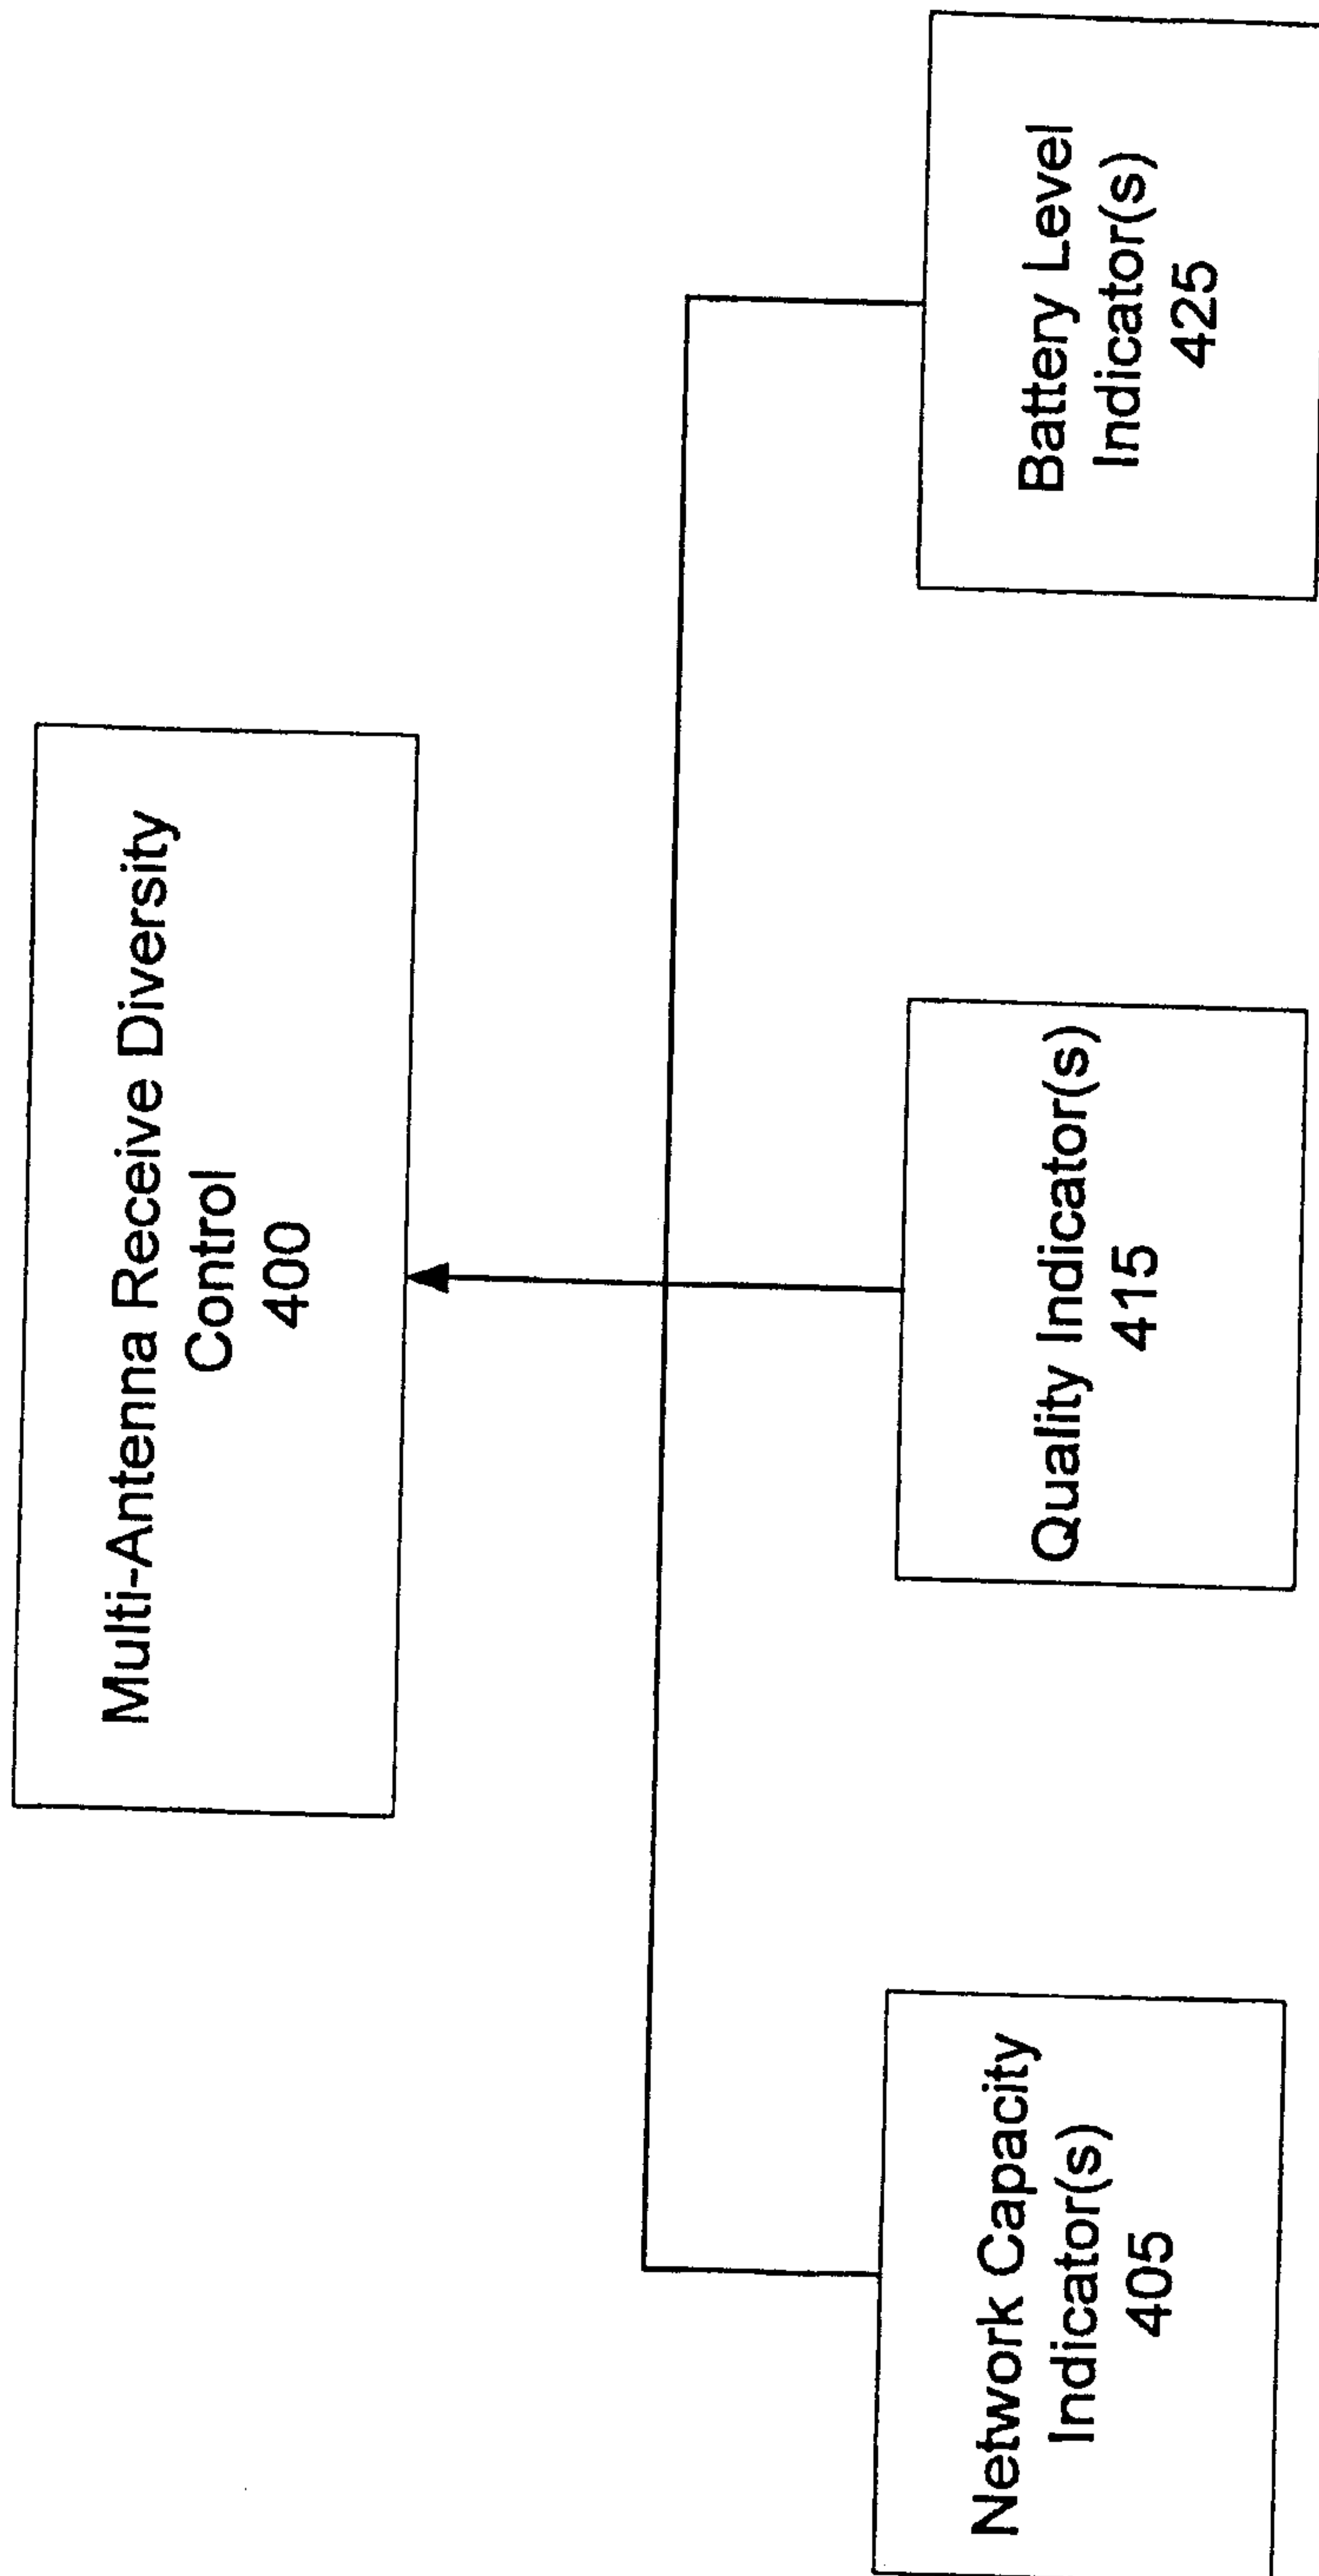 Multi-Antenna Receive Diversity
Control
400
Network Capacity
Indicator(s)
405
Quality Indicator(s)
415
Battery Level
Indicator(s)
425